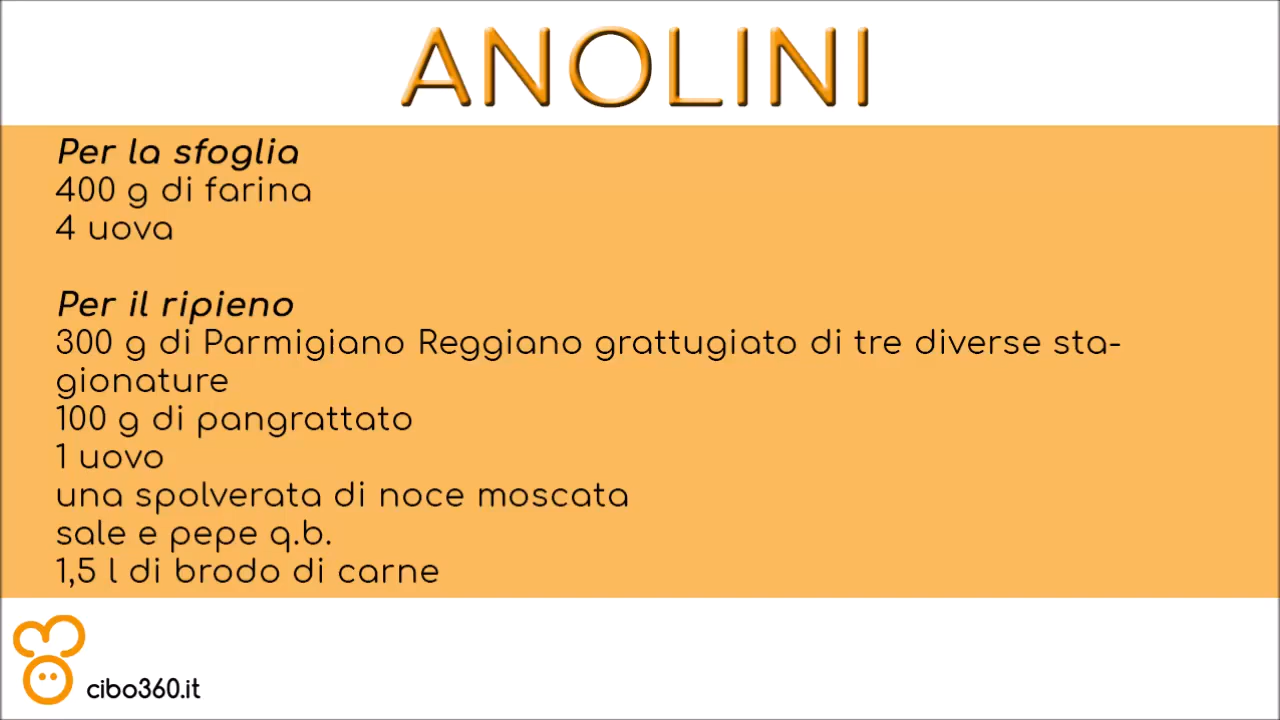 ANOLINI
Per la sfoglia
400 g di farina
4 uova
Per il ripieno
300 g di Parmigiano Reggiano grattugiato di tre diverse sta-
gionature
100 g di pangrattato
1 uovo
una spolverata di noce moscata
sale e pepe q.b.
1,5 l di brodo di carne
cibo360.it